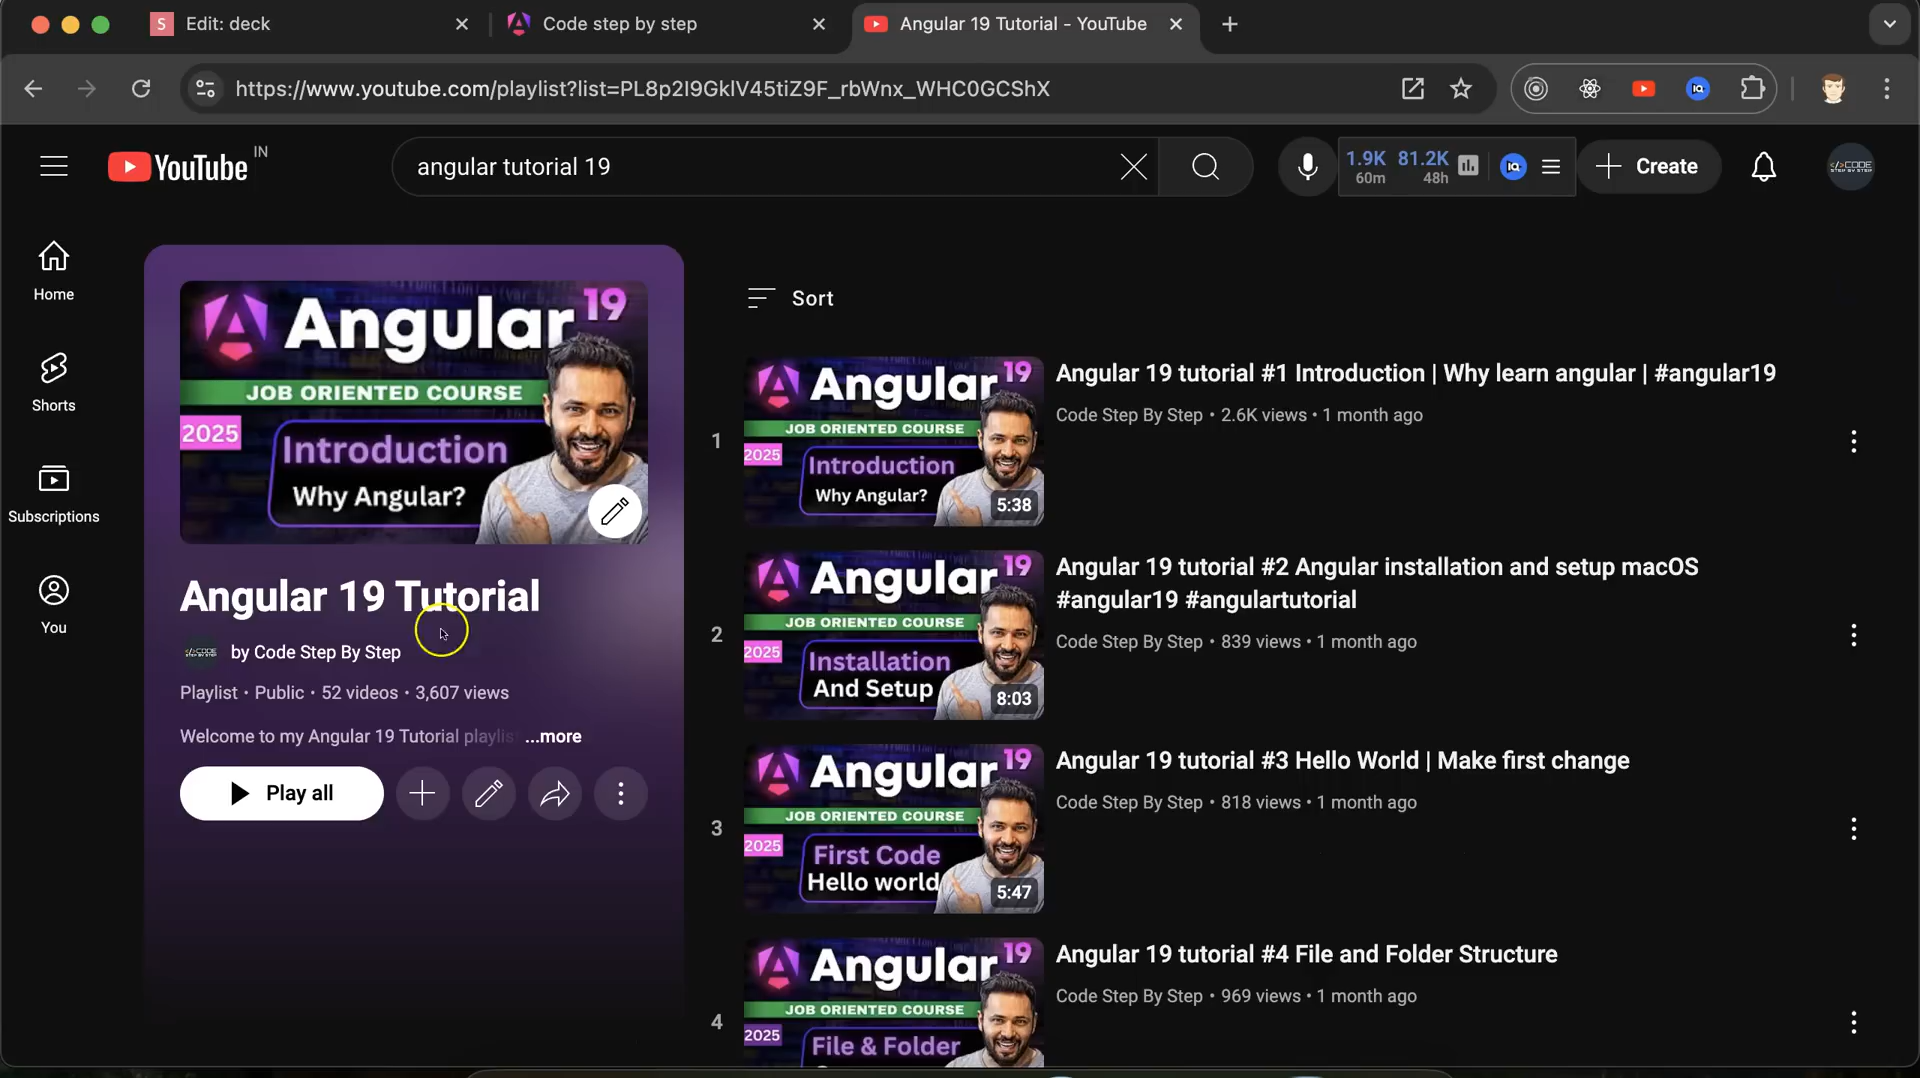 S Edit: deck
Code step by step
Angular 19 Tutorial - YouTube
https://www.youtube.com/playlist?list=PL8p2I9GklV45tiZ9F_rbWnx_WHC0GCShX
YouTube IN
angular tutorial 19
1.9K 81.2K
60m 48h
Create
Home
Shorts
Subscriptions
You
Angular 19
JOB ORIENTED COURSE
2025
Introduction
Why Angular?
Angular 19 Tutorial
by Code Step By Step
Playlist • Public • 52 videos • 3,607 views
Welcome to my Angular 19 Tutorial playlis ...more
Play all
Sort
1
Angular 19
JOB ORIENTED COURSE
2025
Introduction
Why Angular?
5:38
Angular 19 tutorial #1 Introduction | Why learn angular | #angular19
Code Step By Step • 2.6K views • 1 month ago
2
Angular 19
JOB ORIENTED COURSE
2025
Installation
And Setup
8:03
Angular 19 tutorial #2 Angular installation and setup macOS
#angular19 #angulartutorial
Code Step By Step • 839 views • 1 month ago
3
Angular 19
JOB ORIENTED COURSE
2025
First Code
Hello world
5:47
Angular 19 tutorial #3 Hello World | Make first change
Code Step By Step • 818 views • 1 month ago
4
Angular 19
JOB ORIENTED COURSE
2025
File & Folder
Angular 19 tutorial #4 File and Folder Structure
Code Step By Step • 969 views • 1 month ago